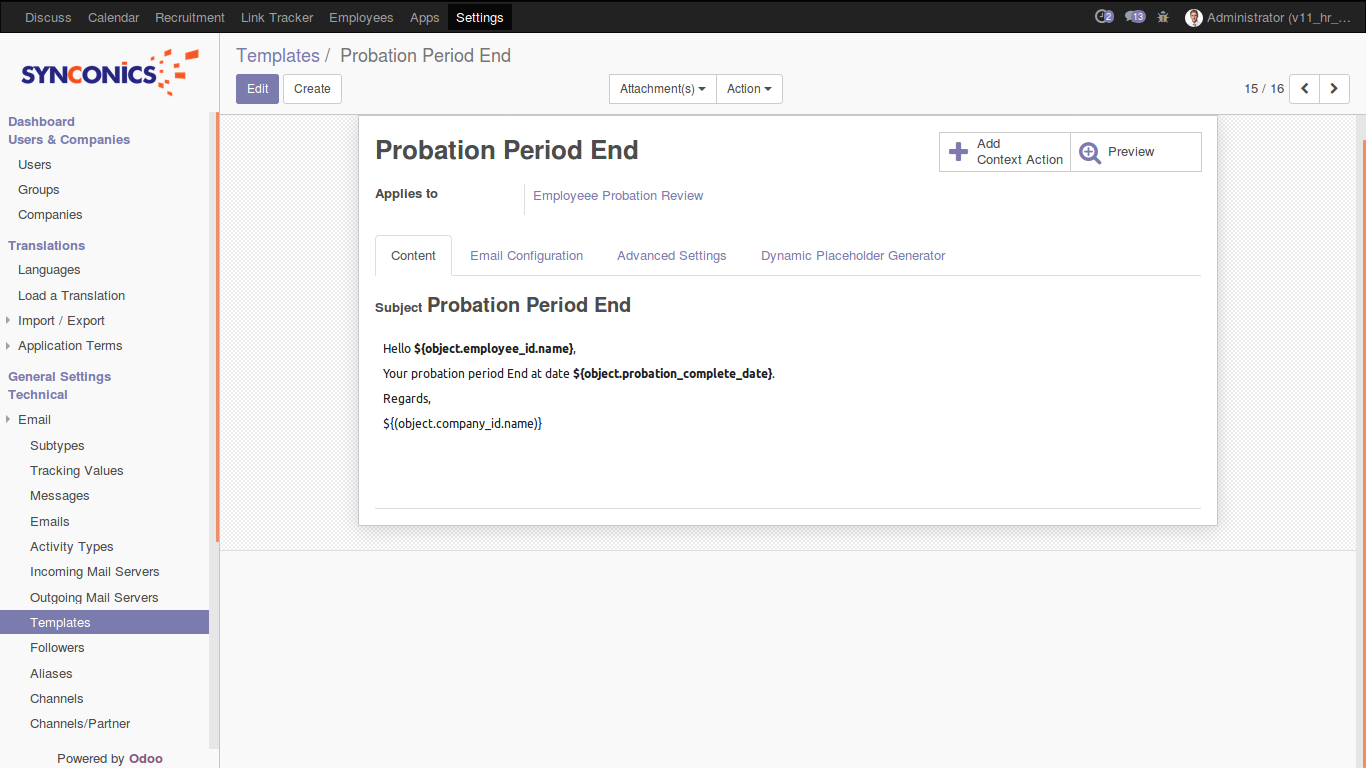 Discuss Calendar Recruitment Link Tracker Employees Apps Settings 2 13 Administrator (v11_hr_...
SYNCONICS
Templates / Probation Period End
Edit Create Attachment(s) Action 15 / 16
Dashboard
Users & Companies
Users
Groups
Companies
Translations
Languages
Load a Translation
Import / Export
Application Terms
General Settings
Technical
Email
Subtypes
Tracking Values
Messages
Emails
Activity Types
Incoming Mail Servers
Outgoing Mail Servers
Templates
Followers
Aliases
Channels
Channels/Partner
Powered by Odoo
Probation Period End
Add
Context Action
Preview
Applies to Employeee Probation Review
Content Email Configuration Advanced Settings Dynamic Placeholder Generator
Subject Probation Period End
Hello ${object.employee_id.name},
Your probation period End at date ${object.probation_complete_date}.
Regards,
${(object.company_id.name)}